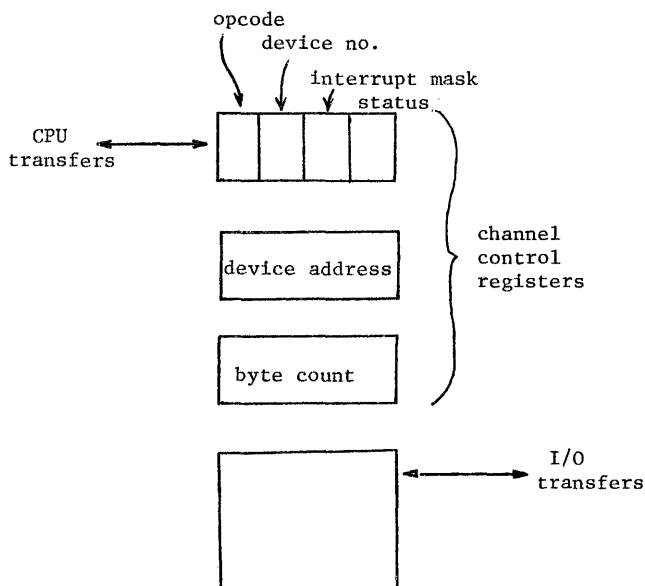 opcode
device no.
interrupt mask
status
CPU
transfers
channel
control
registers
device address
byte count
I/O
transfers